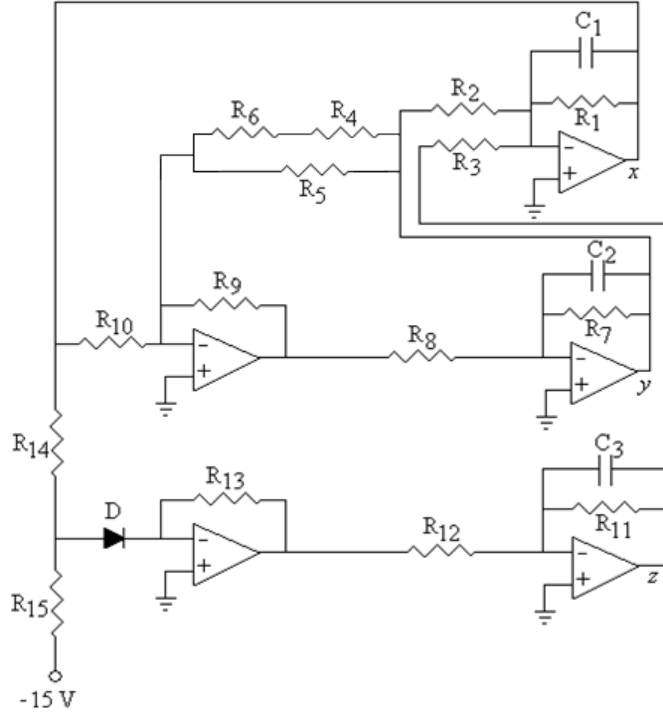 C1
R2
R6 R4
R1
R3
−
+
x
R5
C2
R9
R10
R8
R7
−
+
−
+
y
R14
C3
R13
D
R12
R11
−
+
−
+
z
R15
-15 V